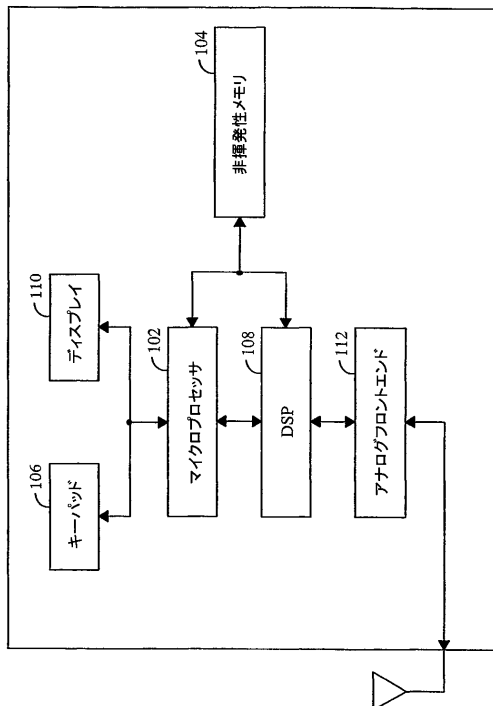 106
キーパッド
110
ディスプレイ
102
マイクロプロセッサ
104
非揮発性メモリ
108
DSP
112
アナログフロントエンド